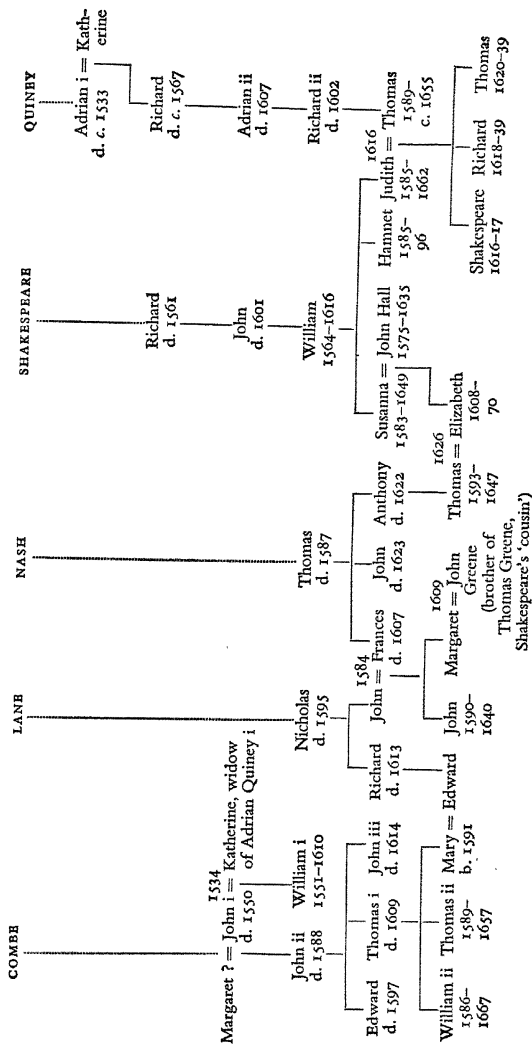 COMBE
LANE
NASH
SHAKESPEARE
QUINEY
1534
Margaret ? = John i = Katherine, widow
d. 1550 of Adrian Quiney i
John ii
d. 1588
William i
1551–1610
Edward
d. 1597
Thomas i
d. 1609
John iii
d. 1614
William ii
1586–
1667
Thomas ii
1589–
1657
Mary = Edward
b. 1591
Nicholas
d. 1595
Richard
d. 1613
1584
John = Frances
d. 1607
John
1590–
1640
1609
Margaret = John
Greene
(brother of
Thomas Greene,
Shakespeare's 'cousin')
Thomas
d. 1587
John
d. 1623
Anthony
d. 1622
1626
Thomas = Elizabeth
1593–
1647
1608–
70
Richard
d. 1561
John
d. 1601
William
1564–1616
Susanna = John Hall
1583–1649 1575–1635
Hamnet
1585–
96
1616
Judith = Thomas
1585–
1662
1589–
c. 1655
Adrian i = Kath-
d. c. 1533 erine
Richard
d. c. 1567
Adrian ii
d. 1607
Richard ii
d. 1602
Shakespeare
1616–17
Richard
1618–39
Thomas
1620–39